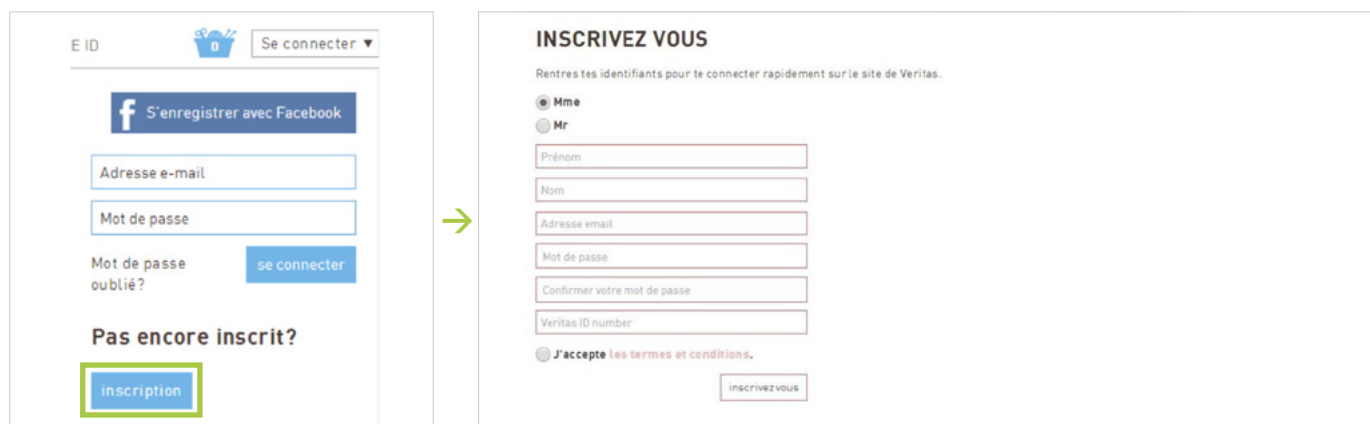 E ID
0
Se connecter ▼
f S'enregistrer avec Facebook
Adresse e-mail
Mot de passe
Mot de passe
oublié?
se connecter
Pas encore inscrit?
inscription
INSCRIVEZ VOUS
Rentres tes identifiants pour te connecter rapidement sur le site de Veritas.
Mme
Mr
Prénom
Nom
Adresse email
Mot de passe
Confirmer votre mot de passe
Veritas ID number
J'accepte les termes et conditions.
inscrivez vous